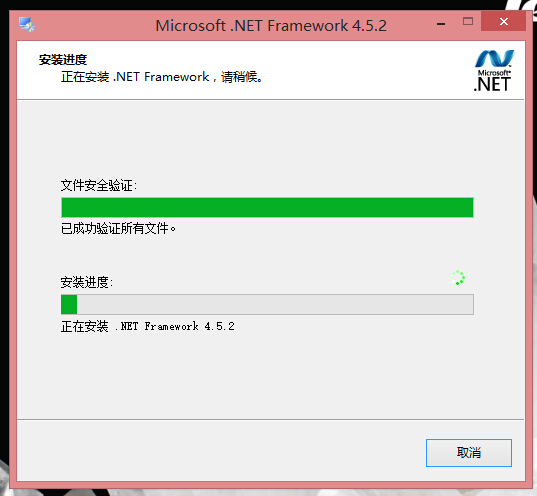 Microsoft .NET Framework 4.5.2
安装进度
正在安装 .NET Framework，请稍候。
Microsoft®
.NET
文件安全验证:
已成功验证所有文件。
安装进度:
正在安装 .NET Framework 4.5.2
取消